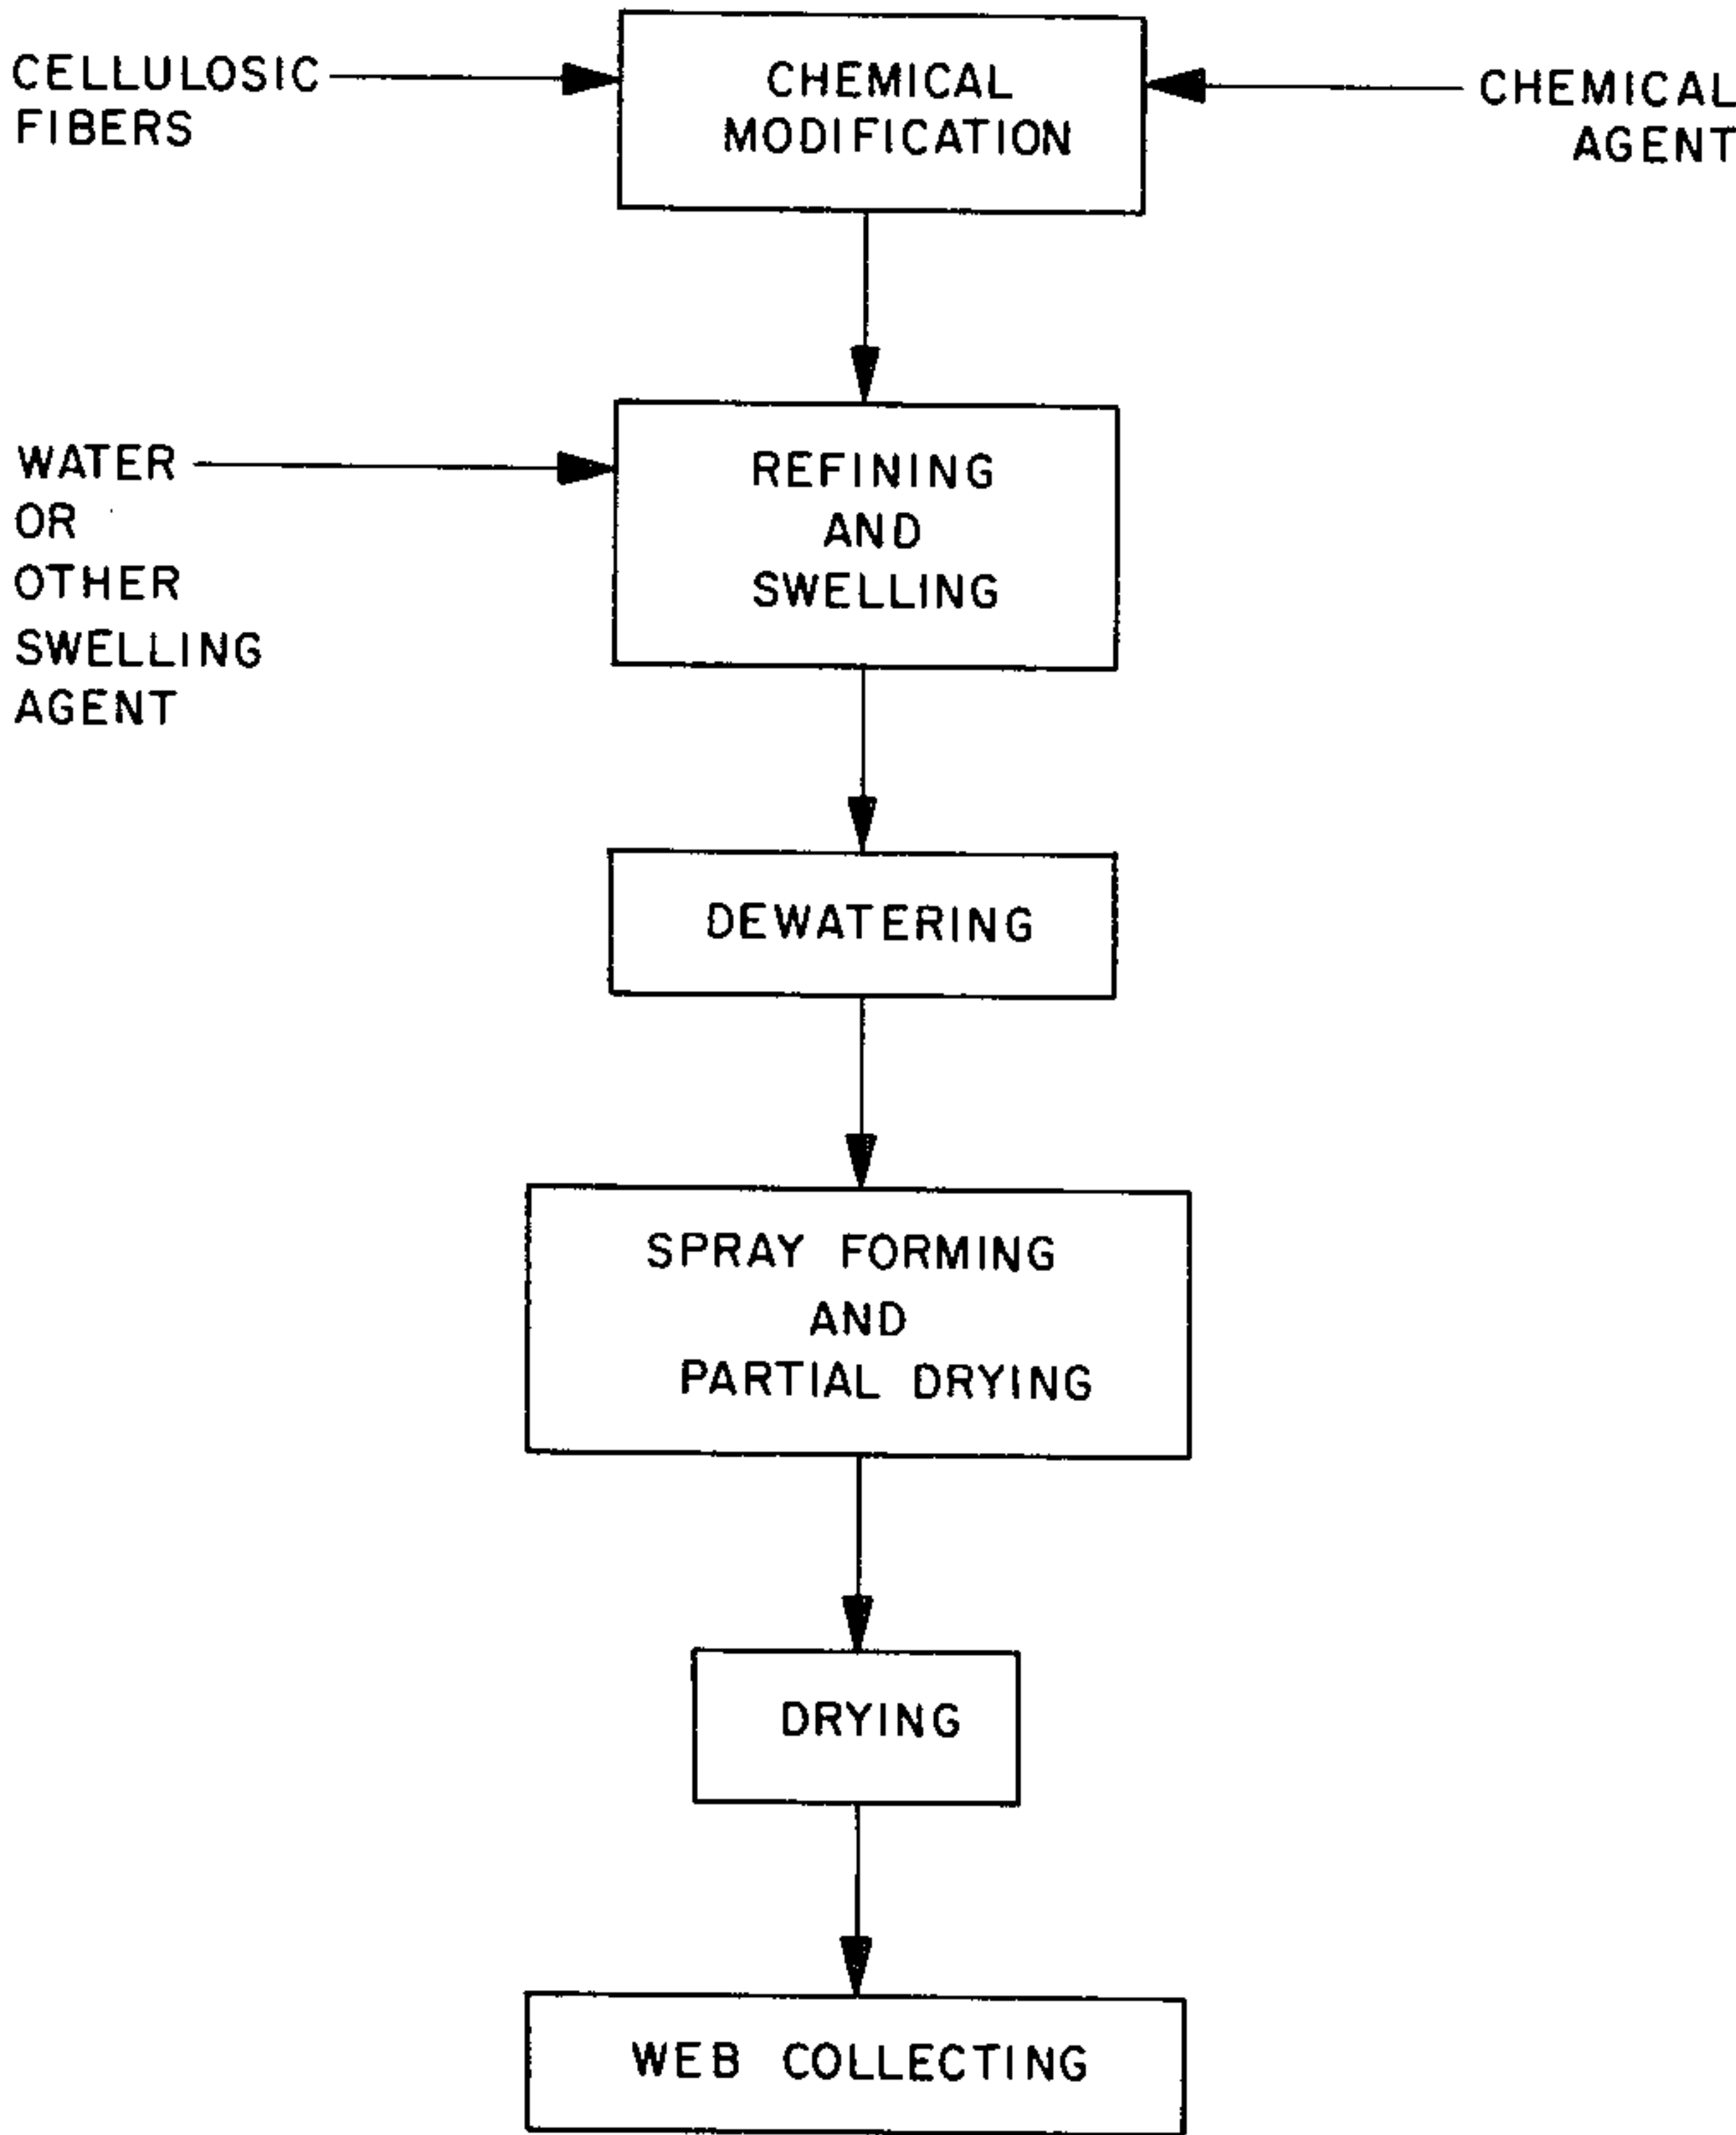 CELLULOSIC
FIBERS
CHEMICAL
MODIFICATION
CHEMICAL
AGENT
WATER
OR
OTHER
SWELLING
AGENT
REFINING
AND
SWELLING
DEWATERING
SPRAY FORMING
AND
PARTIAL DRYING
DRYING
WEB COLLECTING